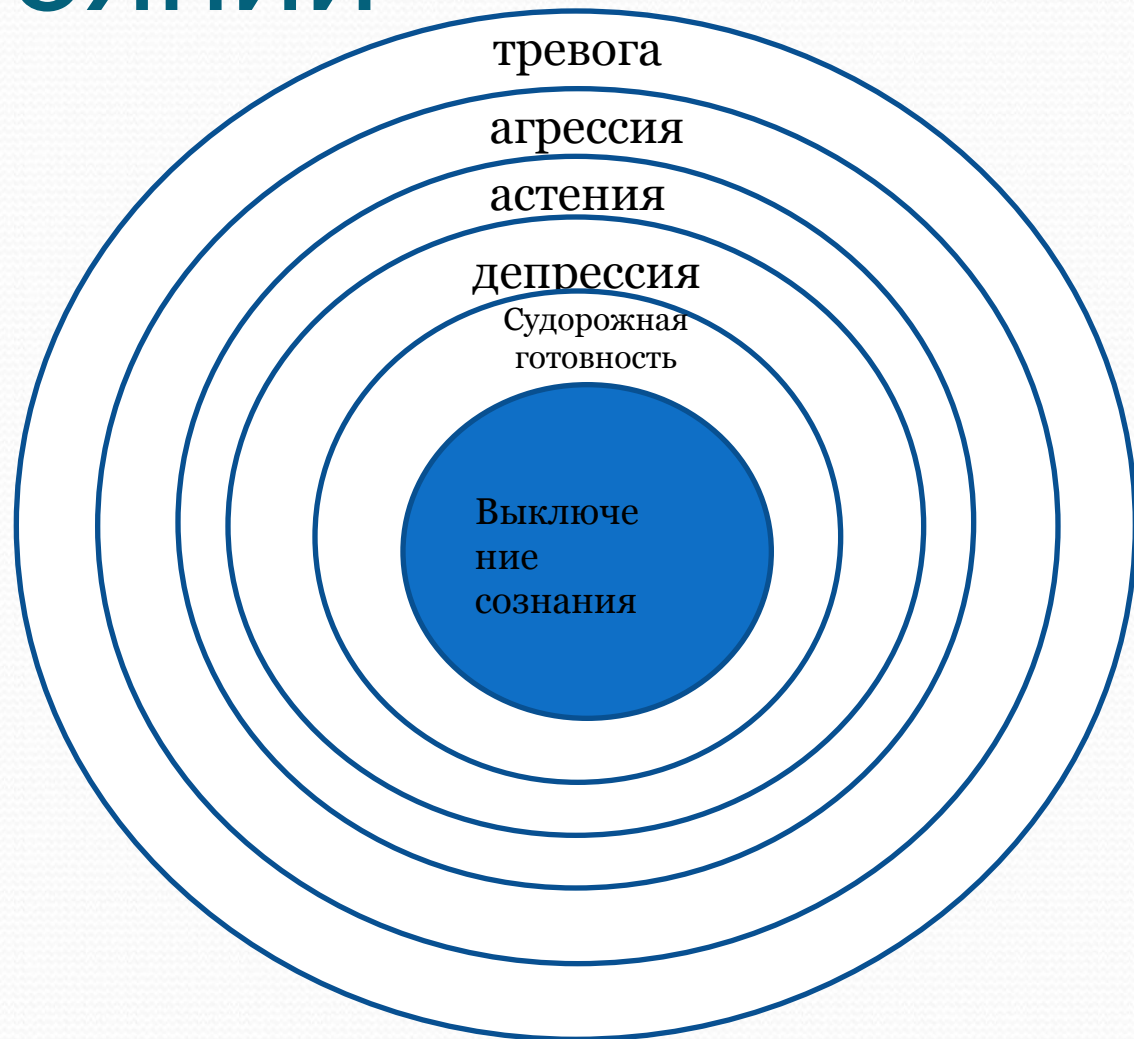 тревога
агрессия
астения
депрессия
Судорожная
готовность
Выключе
ние
сознания